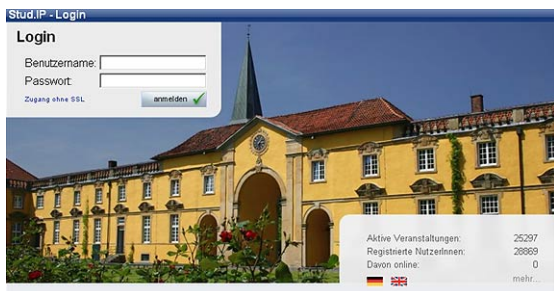 Stud.IP - Login
Login
Benutzername:
Passwort:
Zugang ohne SSL
anmelden
Aktive Veranstaltungen: 25297
Registrierte NutzerInnen: 28869
Davon online: 0
mehr...